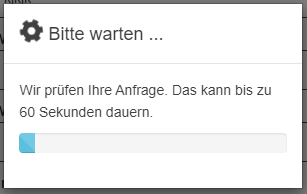 Bitte warten ...
Wir prüfen Ihre Anfrage. Das kann bis zu
60 Sekunden dauern.